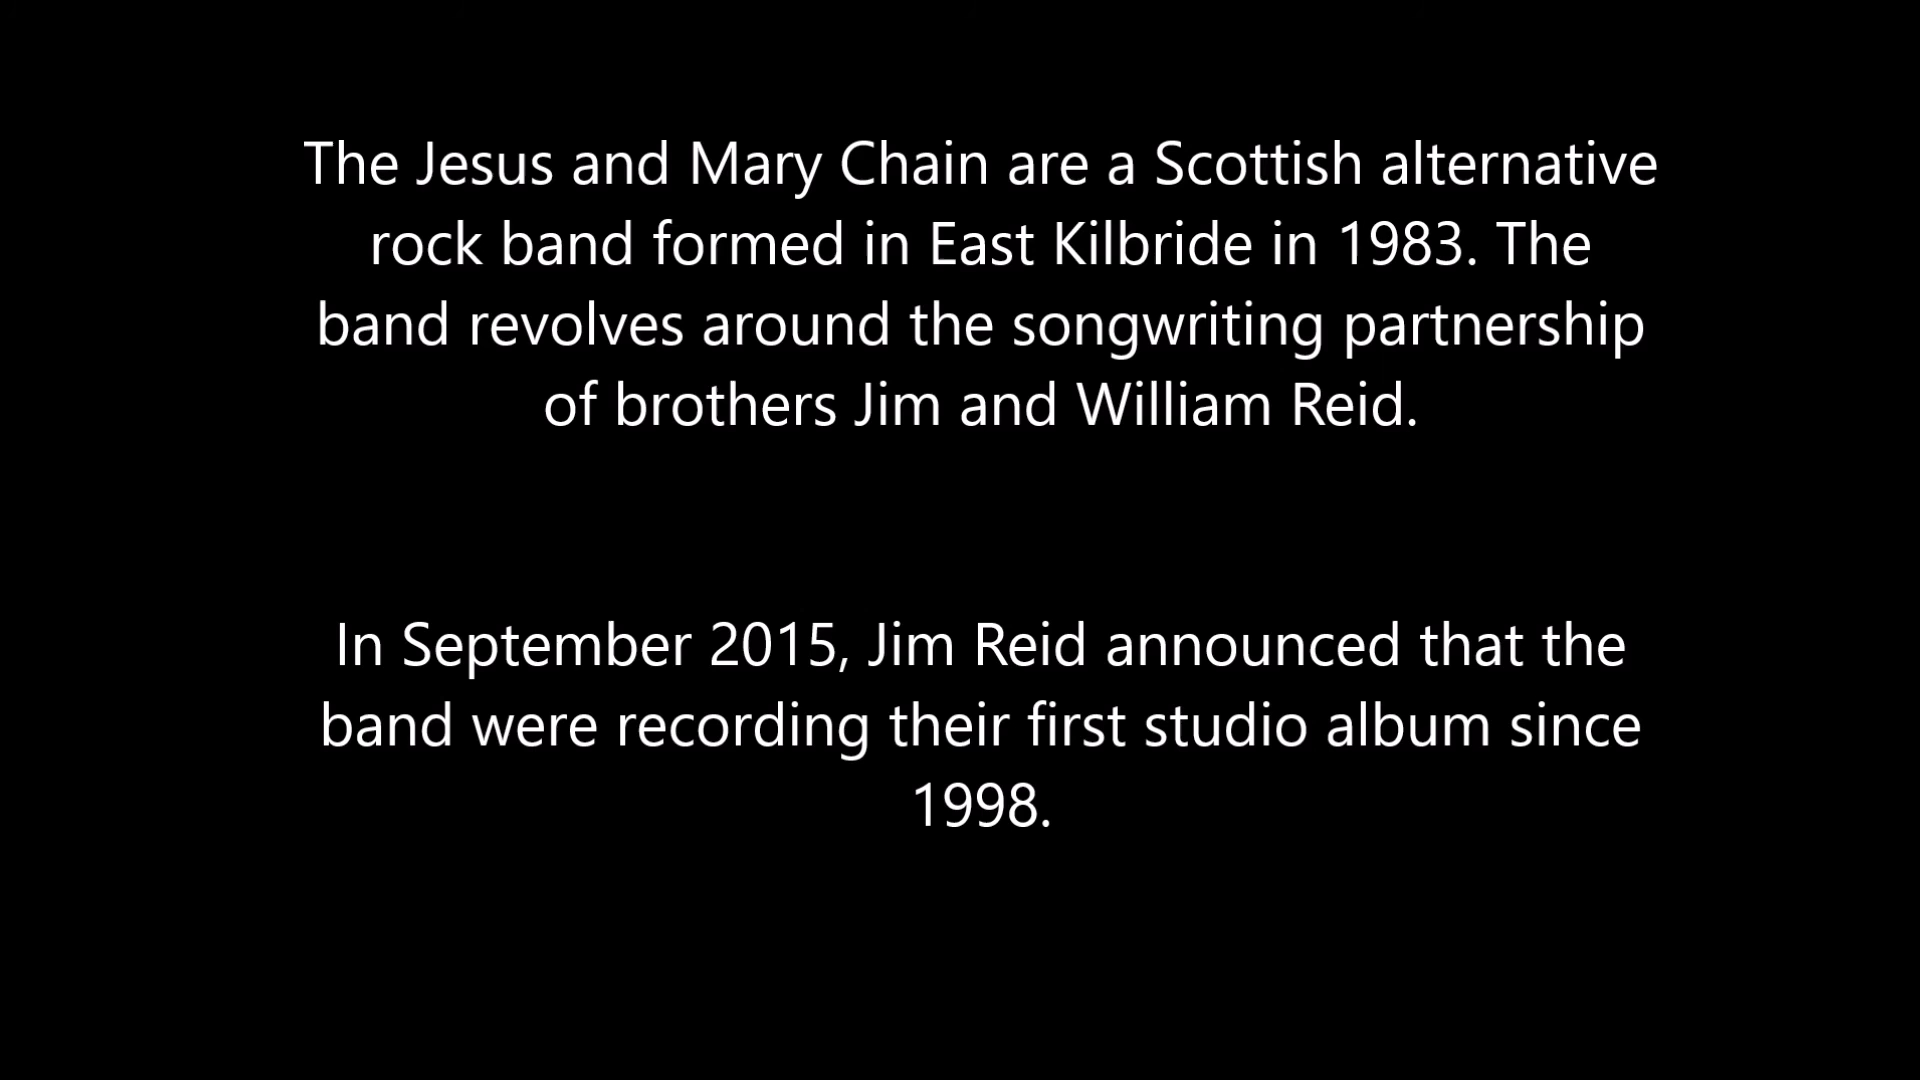 The Jesus and Mary Chain are a Scottish alternative
rock band formed in East Kilbride in 1983. The
band revolves around the songwriting partnership
of brothers Jim and William Reid.
In September 2015, Jim Reid announced that the
band were recording their first studio album since
1998.